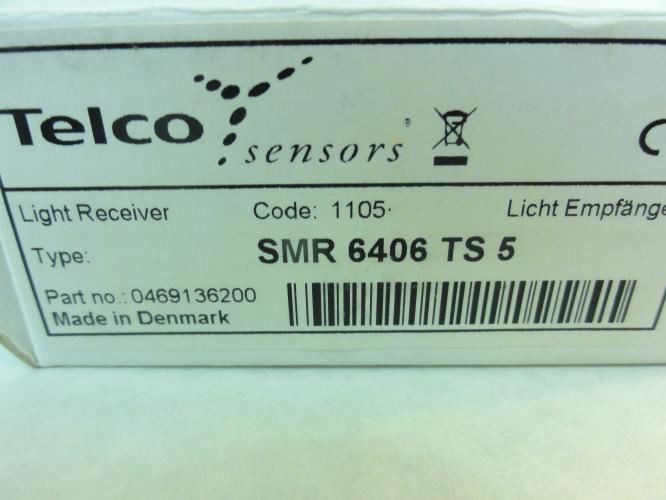 Telco sensors ®
Light Receiver Code: 1105· Licht Empfänge
Type: SMR 6406 TS 5
Part no.: 0469136200
Made in Denmark